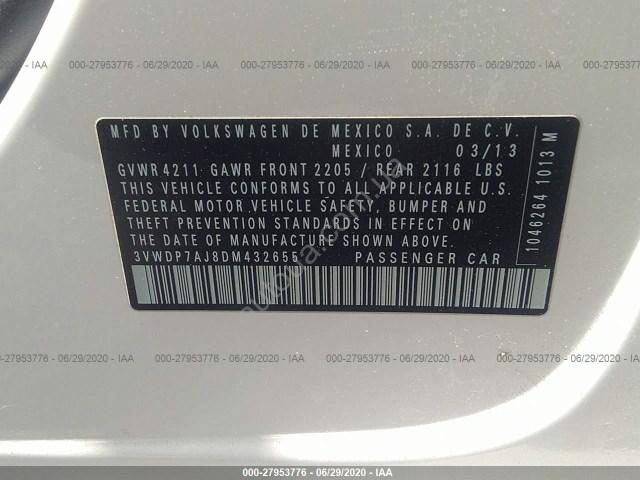 000-27953776 - 06/29/2020 - IAA 000-27953776 - 06/29/2020 - IAA 000-27953776 - 06/29/2020 - IAA
MFD BY VOLKSWAGEN DE MEXICO S.A. DE C.V.
MEXICO 03/13
GVWR 4211 GAWR FRONT 2205 / REAR 2116 LBS
THIS VEHICLE CONFORMS TO ALL APPLICABLE U.S.
FEDERAL MOTOR VEHICLE SAFETY, BUMPER AND
THEFT PREVENTION STANDARDS IN EFFECT ON
THE DATE OF MANUFACTURE SHOWN ABOVE.
3VWDP7AJ8DM432655 PASSENGER CAR
1046264 1013 M
autoua.com
000-27953776 - 06/29/2020 - IAA 000-27953776 - 06/29/2020 - IAA 000-27953776 - 06/29/2020 - IAA
000-27953776 - 06/29/2020 - IAA